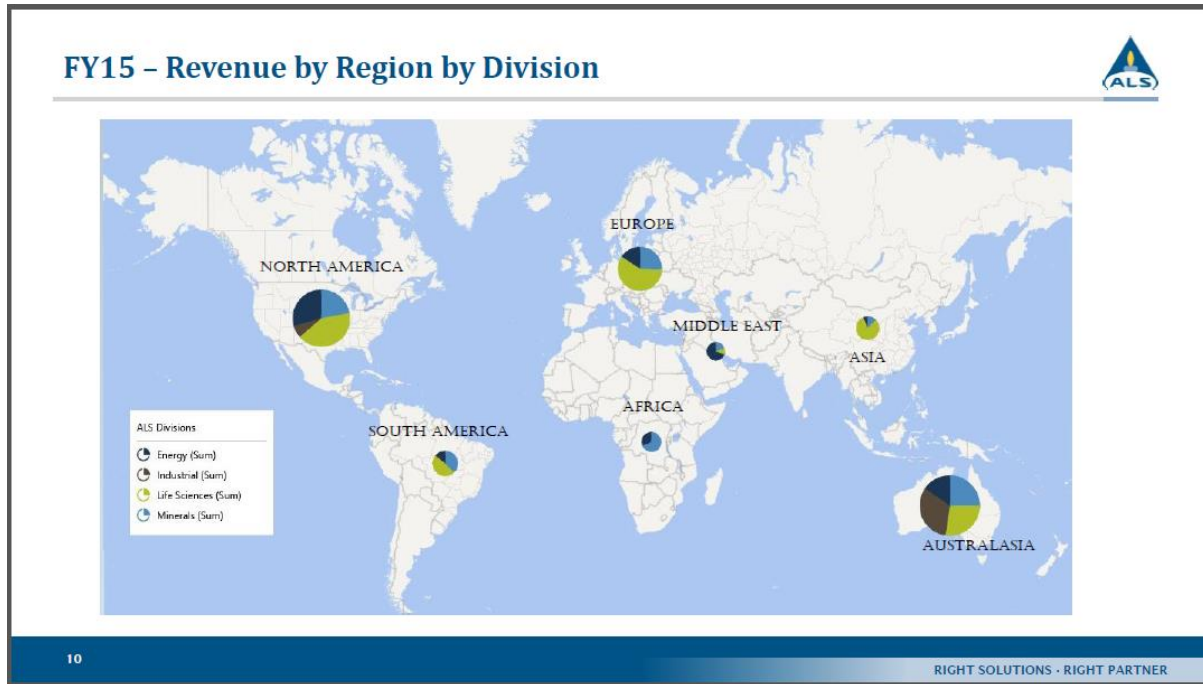 FY15 – Revenue by Region by Division
ALS
EUROPE
NORTH AMERICA
MIDDLE EAST
ASIA
AFRICA
SOUTH AMERICA
AUSTRALASIA
ALS Divisions
Energy (Sum)
Industrial (Sum)
Life Sciences (Sum)
Minerals (Sum)
10
RIGHT SOLUTIONS · RIGHT PARTNER